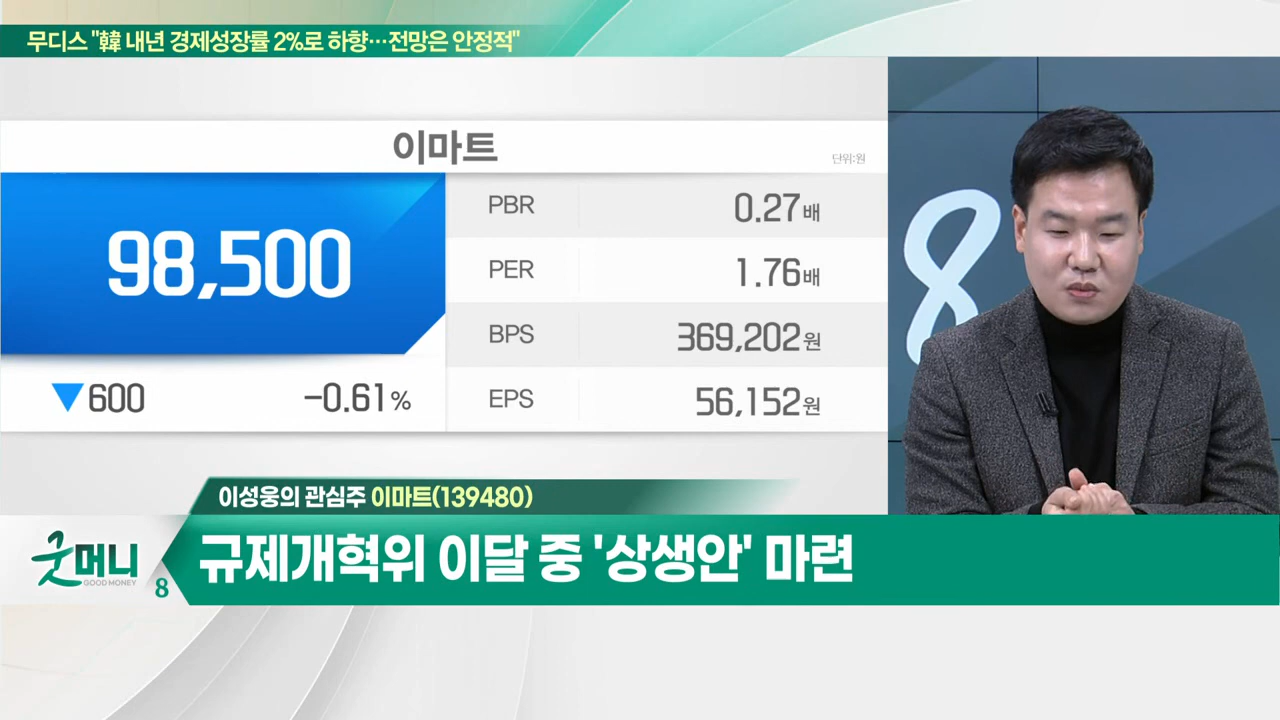 무디스 "韓 내년 경제성장률 2%로 하향…전망은 안정적"
이마트
단위:원
98,500
▼600 -0.61%
PBR 0.27배
PER 1.76배
BPS 369,202원
EPS 56,152원
8
이성웅의 관심주 이마트(139480)
굿머니
GOOD MONEY
8
규제개혁위 이달 중 '상생안' 마련